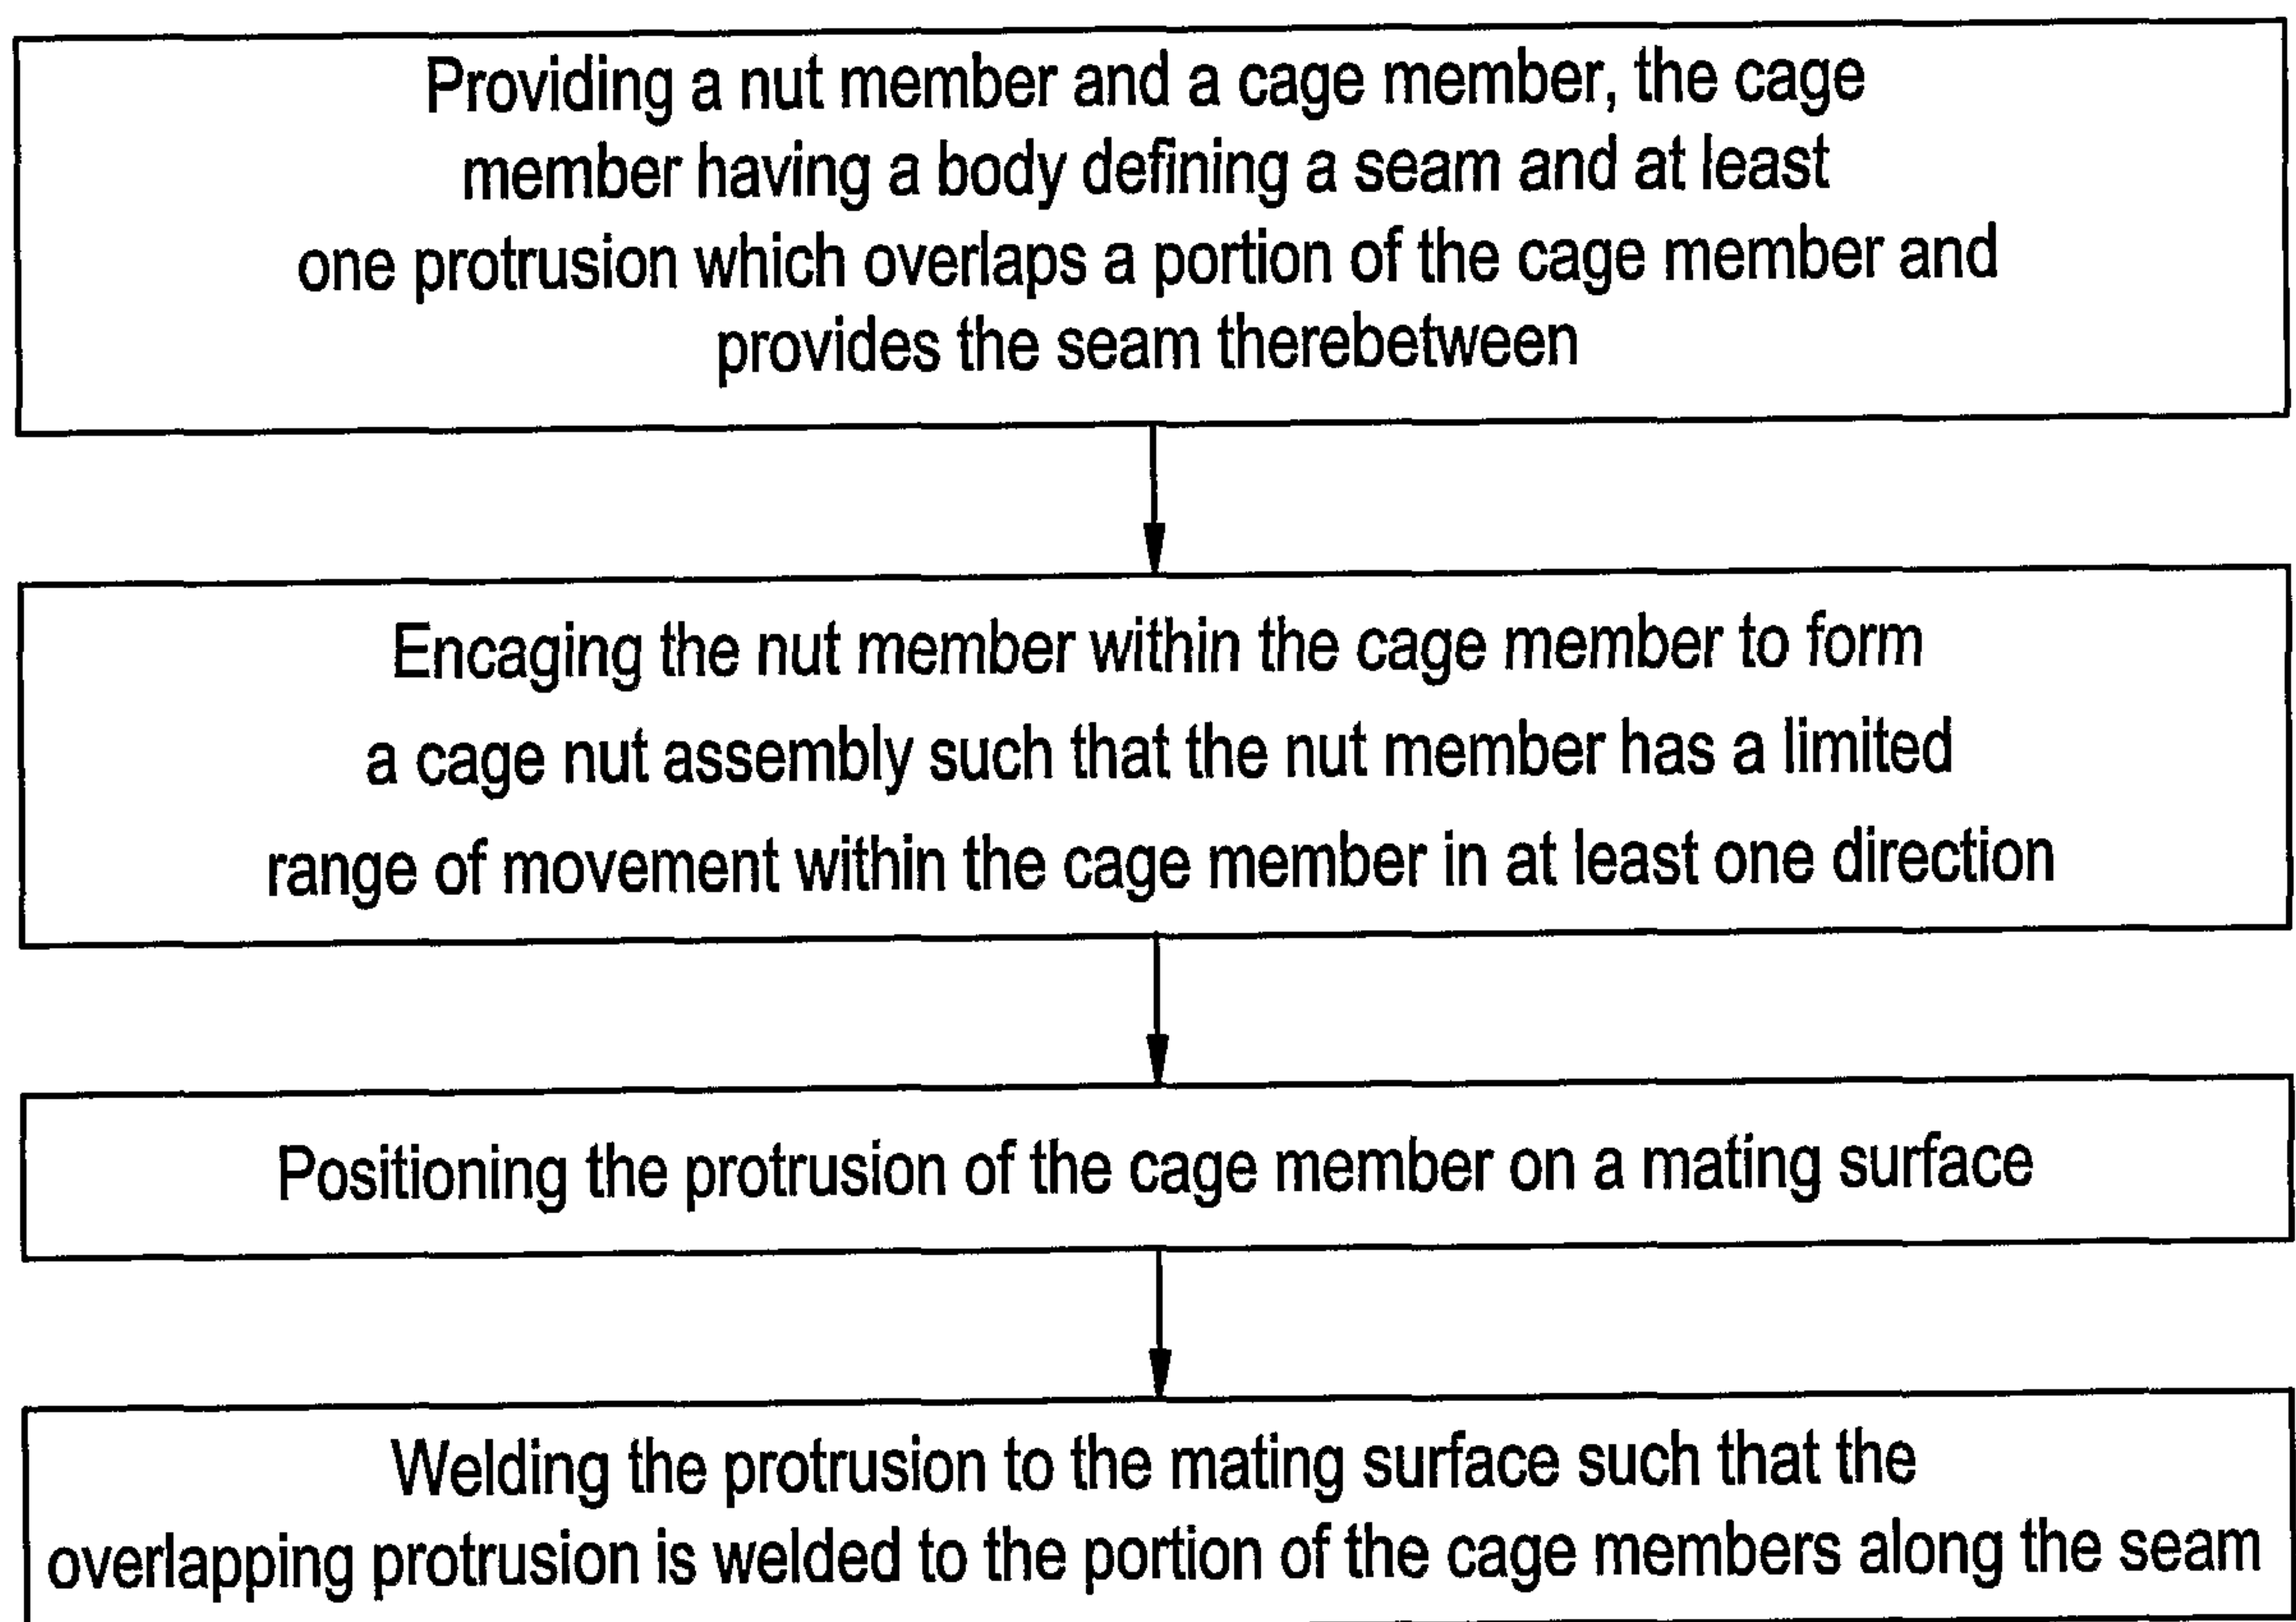 Providing a nut member and a cage member, the cage
member having a body defining a seam and at least
one protrusion which overlaps a portion of the cage member and
provides the seam therebetween
Encaging the nut member within the cage member to form
a cage nut assembly such that the nut member has a limited
range of movement within the cage member in at least one direction
Positioning the protrusion of the cage member on a mating surface
Welding the protrusion to the mating surface such that the
overlapping protrusion is welded to the portion of the cage members along the seam